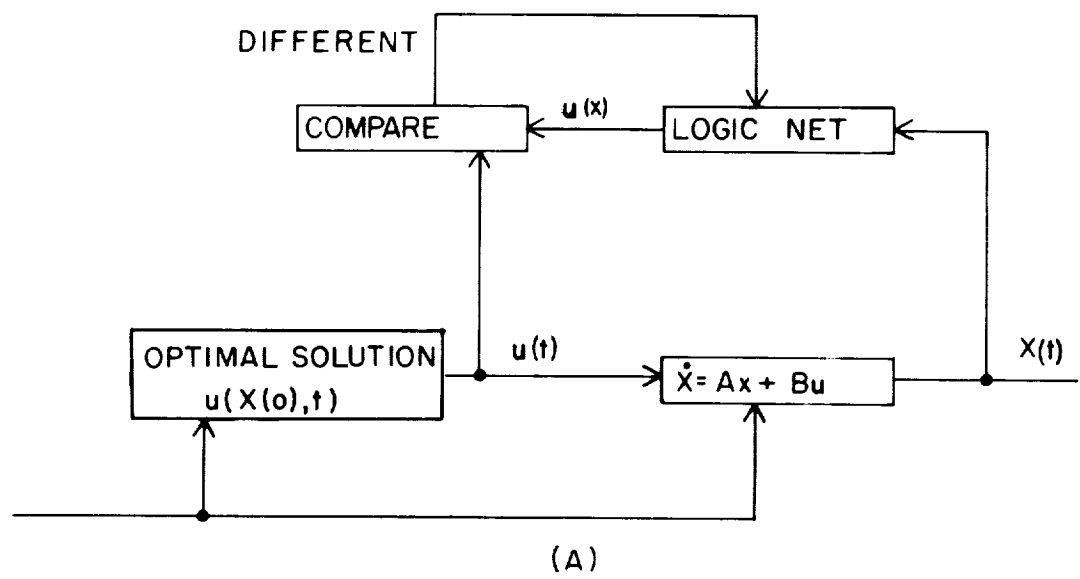 DIFFERENT
COMPARE
u(x)
LOGIC NET
OPTIMAL SOLUTION
u(X(o),t)
u(t)
Ẋ=Ax+Bu
X(t)
(A)